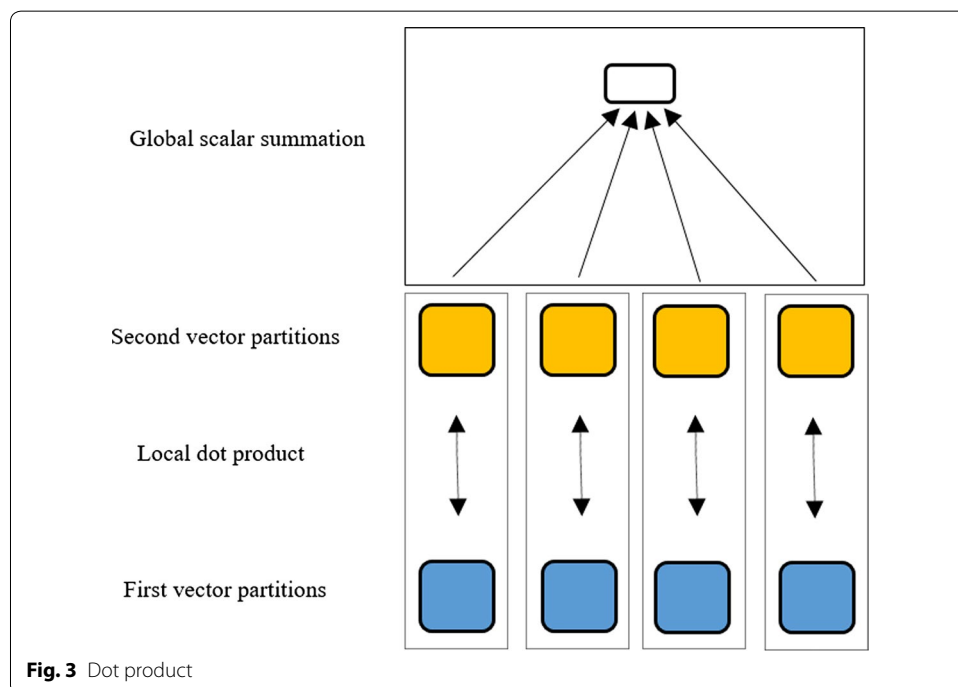 Global scalar summation
Second vector partitions
Local dot product
First vector partitions
Fig. 3 Dot product